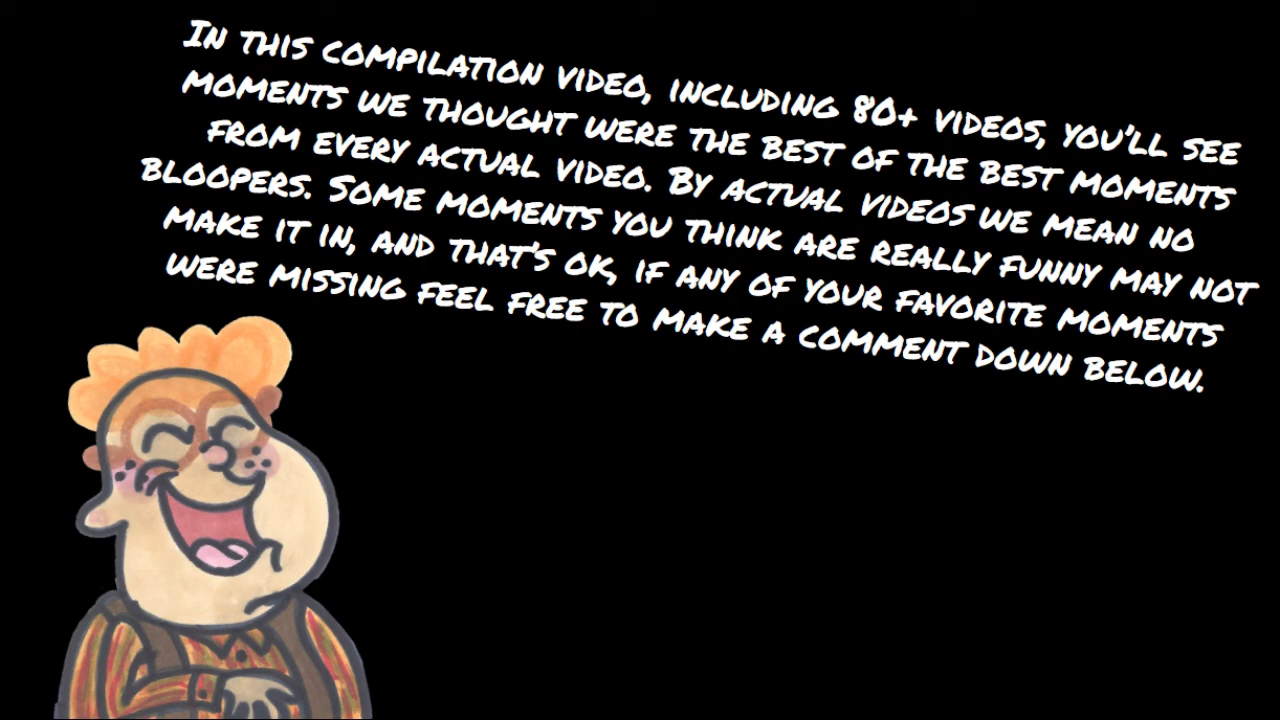 In this compilation video, including 80+ videos, you'll see
moments we thought were the best of the best moments
from every actual video. By actual videos we mean no
bloopers. Some moments you think are really funny may not
make it in, and that's ok, if any of your favorite moments
were missing feel free to make a comment down below.